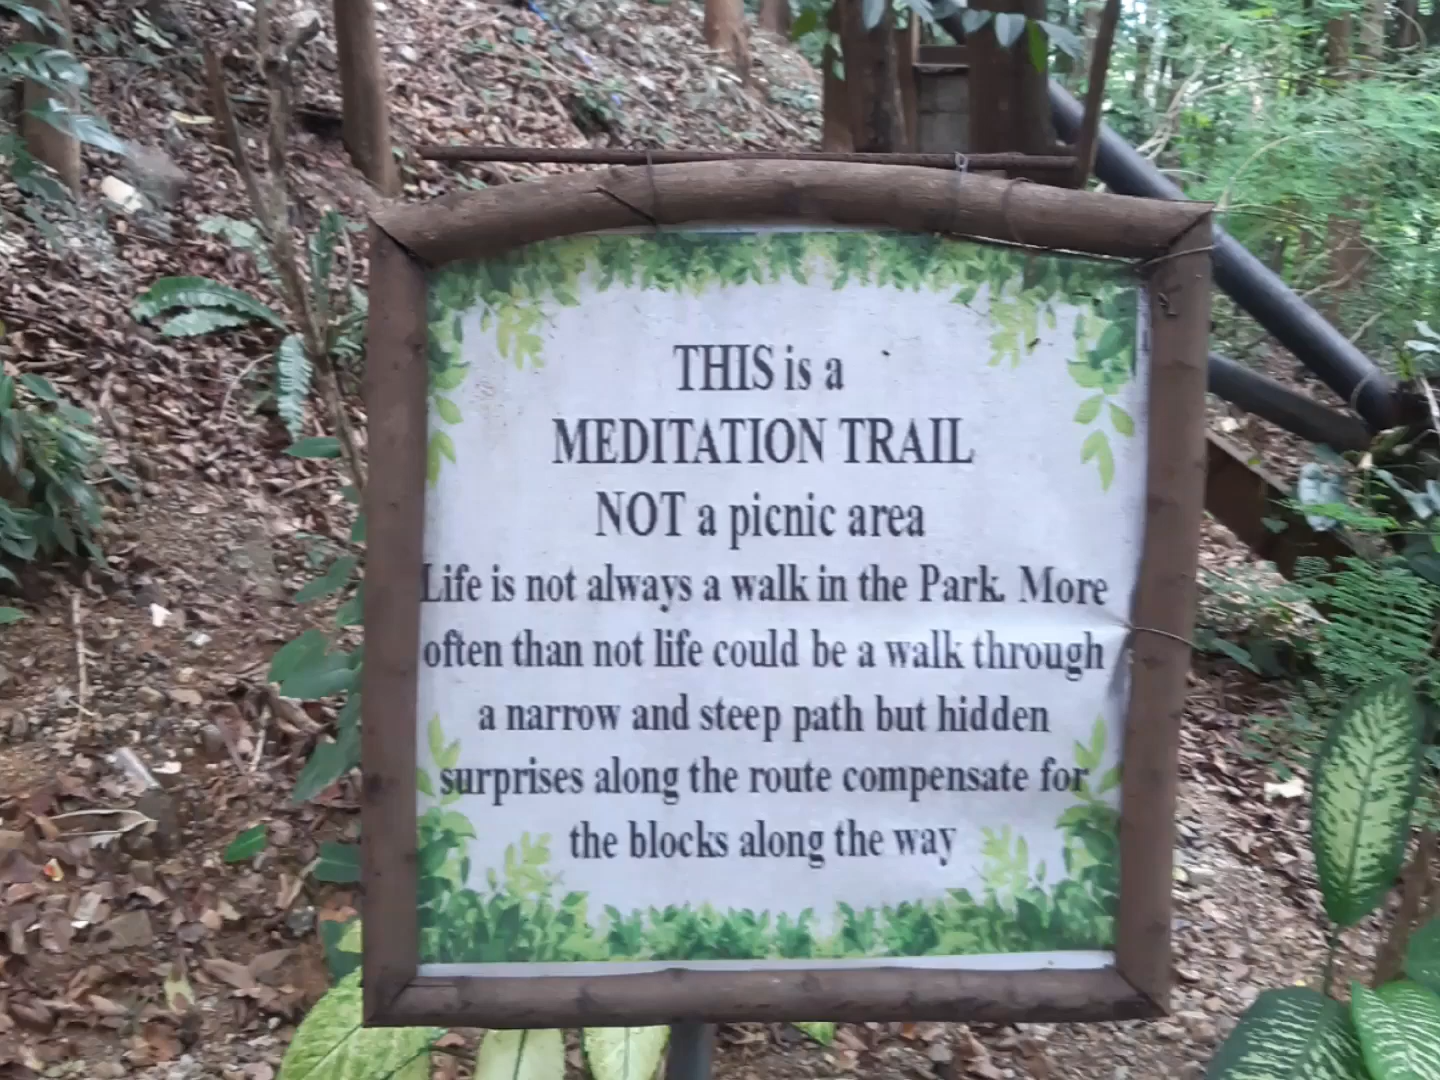 THIS is a
MEDITATION TRAIL
NOT a picnic area
Life is not always a walk in the Park. More
often than not life could be a walk through
a narrow and steep path but hidden
surprises along the route compensate for
the blocks along the way